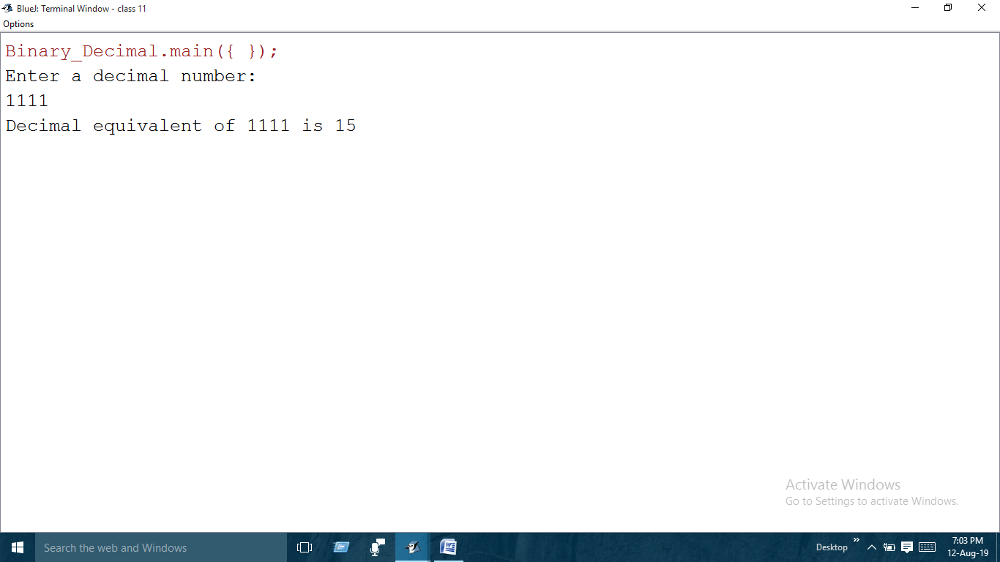 BlueJ: Terminal Window - class 11
Options
Binary_Decimal.main({ });
Enter a decimal number:
1111
Decimal equivalent of 1111 is 15
Activate Windows
Go to Settings to activate Windows.
Search the web and Windows
Desktop
7:03 PM
12-Aug-19